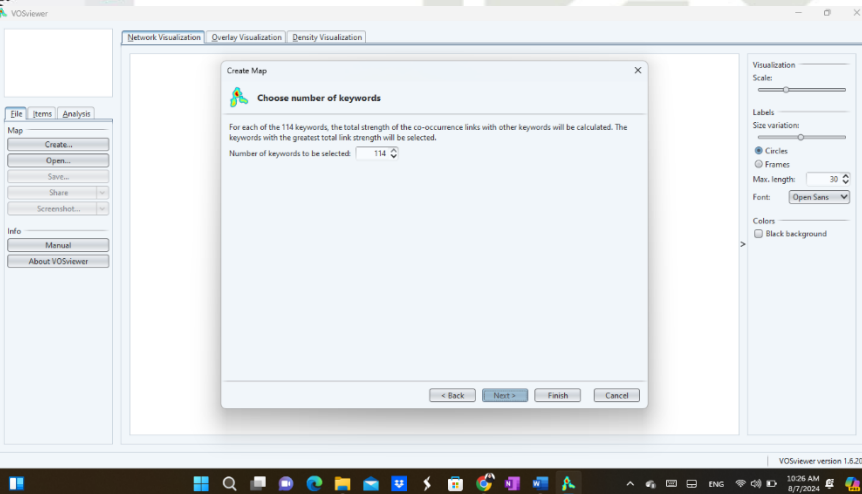 VOSviewer
Network Visualization Overlay Visualization Density Visualization
File Items Analysis
Map
Create...
Open...
Save...
Share
Screenshot...
Info
Manual
About VOSviewer
Create Map
Choose number of keywords
For each of the 114 keywords, the total strength of the co-occurrence links with other keywords will be calculated. The
keywords with the greatest total link strength will be selected.
Number of keywords to be selected: 114
< Back Next > Finish Cancel
>
Visualization
Scale:
Labels
Size variation:
Circles
Frames
Max. length: 30
Font: Open Sans
Colors
Black background
VOSviewer version 1.6.20
ENG
10:26 AM
8/7/2024